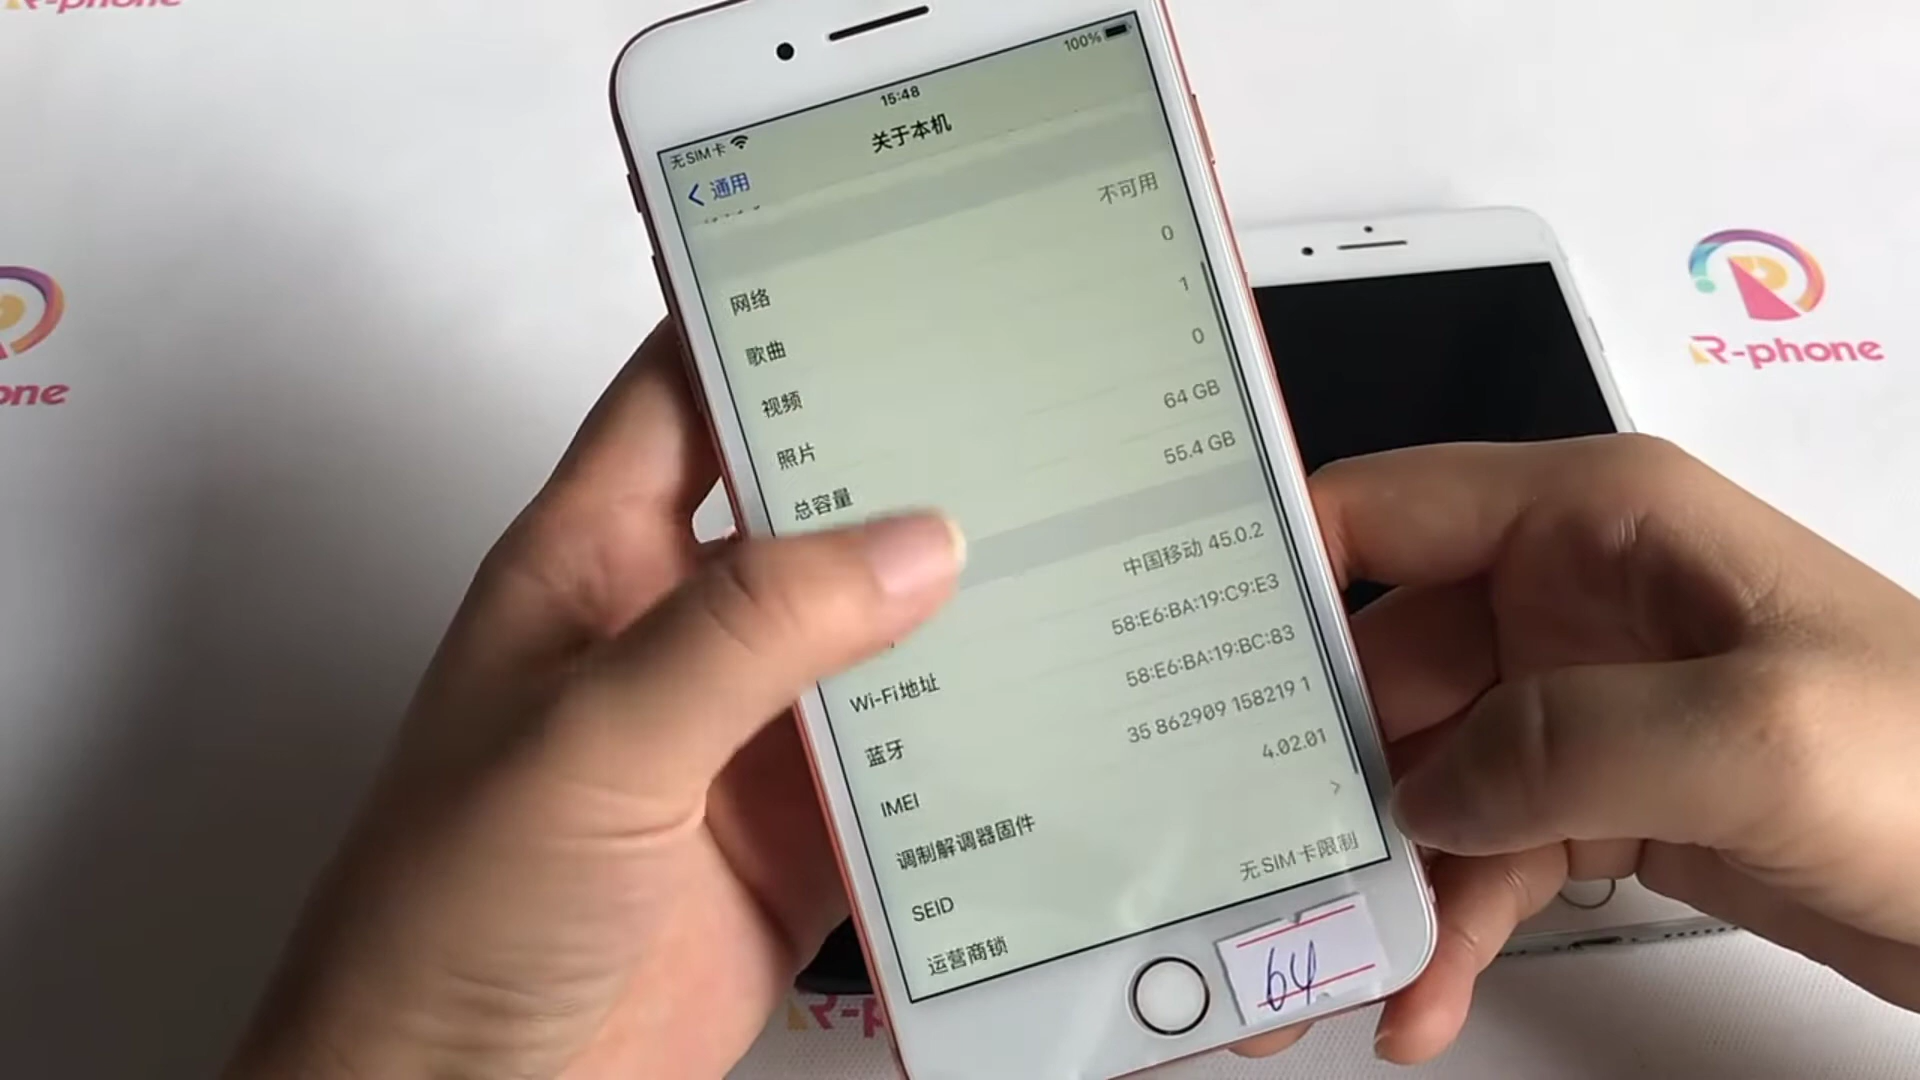 R-phone
100%
15:48
无SIM卡
关于本机
通用
网络 不可用
歌曲 0
视频 1
照片 0
总容量 64 GB
55.4 GB
中国移动 45.0.2
Wi-Fi地址 58:E6:BA:19:C9:E3
蓝牙 58:E6:BA:19:BC:83
IMEI 35 862909 158219 1
调制解调器固件 4.02.01
SEID
运营商锁 无SIM卡限制
64
R-phone
one
R-p